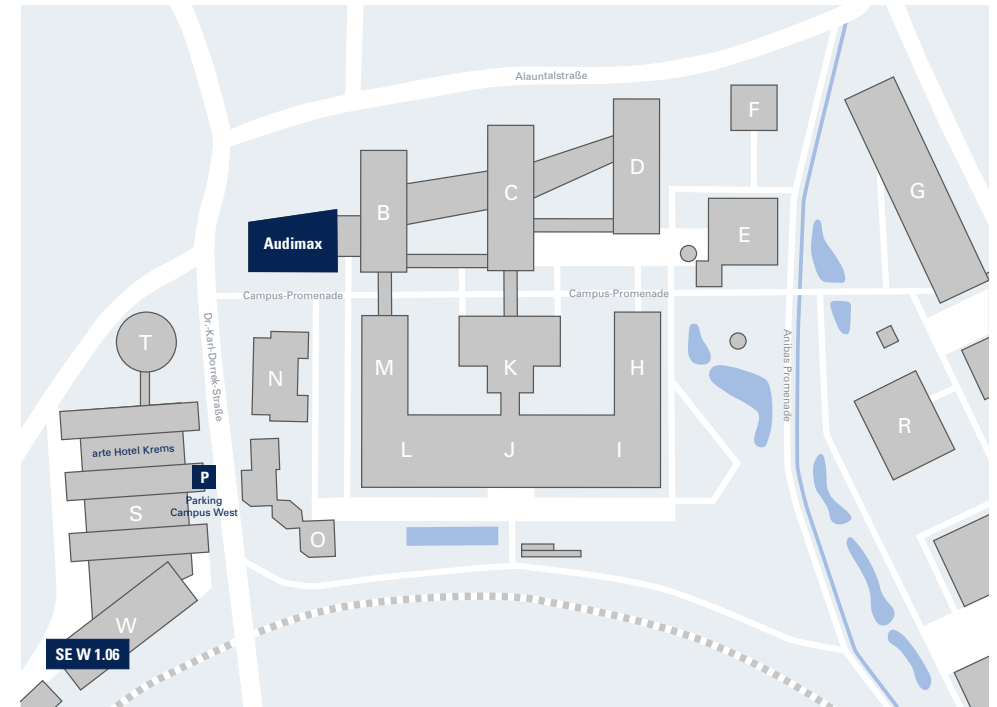 Alauntalstraße
F
D
G
C
B
E
Audimax
Campus-Promenade
Campus-Promenade
Dr.-Karl-Dorrek-Straße
Anibas Promenade
T
N
M
K
H
R
arte Hotel Krems
L
J
I
P
Parking
Campus West
S
O
W
SE W 1.06